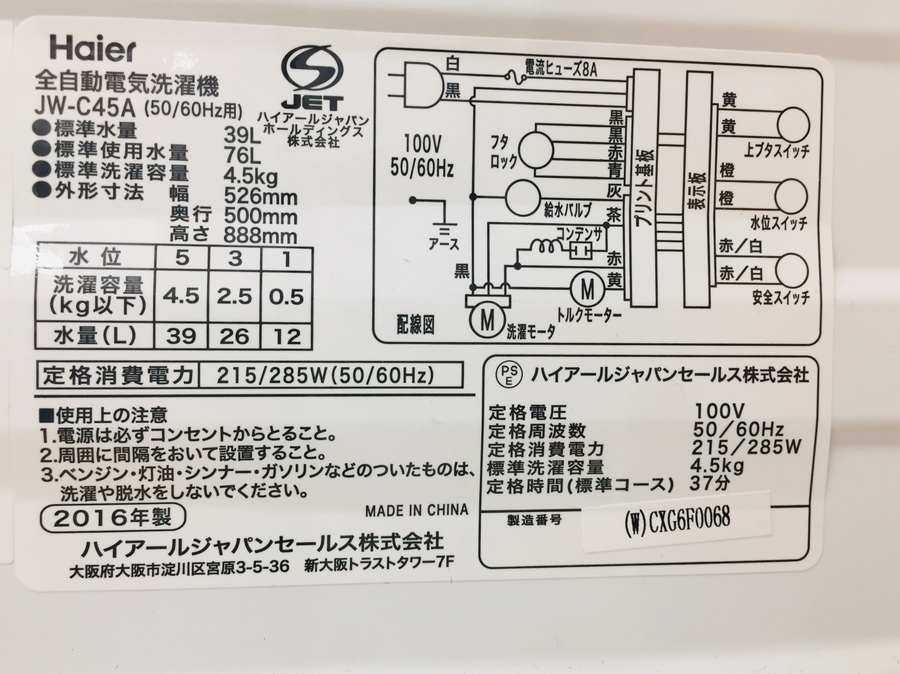 Haier
全自動電気洗濯機
JW-C45A (50/60Hz用)
JET
ハイアールジャパン
ホールディングス
株式会社
●標準水量 39L
●標準使用水量 76L
●標準洗濯容量 4.5kg
●外形寸法 幅 526mm
奥行 500mm
高さ 888mm
水位 5 3 1
洗濯容量(kg以下) 4.5 2.5 0.5
水量(L) 39 26 12
定格消費電力 215/285W(50/60Hz)
■使用上の注意
1.電源は必ずコンセントからとること。
2.周囲に間隔をおいて設置すること。
3.ベンジン・灯油・シンナー・ガソリンなどのついたものは、
洗濯や脱水をしないでください。
2016年製
MADE IN CHINA
ハイアールジャパンセールス株式会社
大阪府大阪市淀川区宮原3-5-36 新大阪トラストタワー7F
白
電流ヒューズ8A
黒
100V
50/60Hz
アース
フタ
ロック
黒
黒
赤
青
灰
給水バルブ
茶
コンデンサ
赤
黒
黄
M
トルクモーター
M
洗濯モータ
配線図
プリント基板
表示板
黄
黄
上ブタスイッチ
橙
橙
水位スイッチ
赤/白
赤/白
安全スイッチ
PS
E
ハイアールジャパンセールス株式会社
定格電圧 100V
定格周波数 50/60Hz
定格消費電力 215/285W
標準洗濯容量 4.5kg
定格時間(標準コース) 37分
製造番号 (W)CXG6F0068